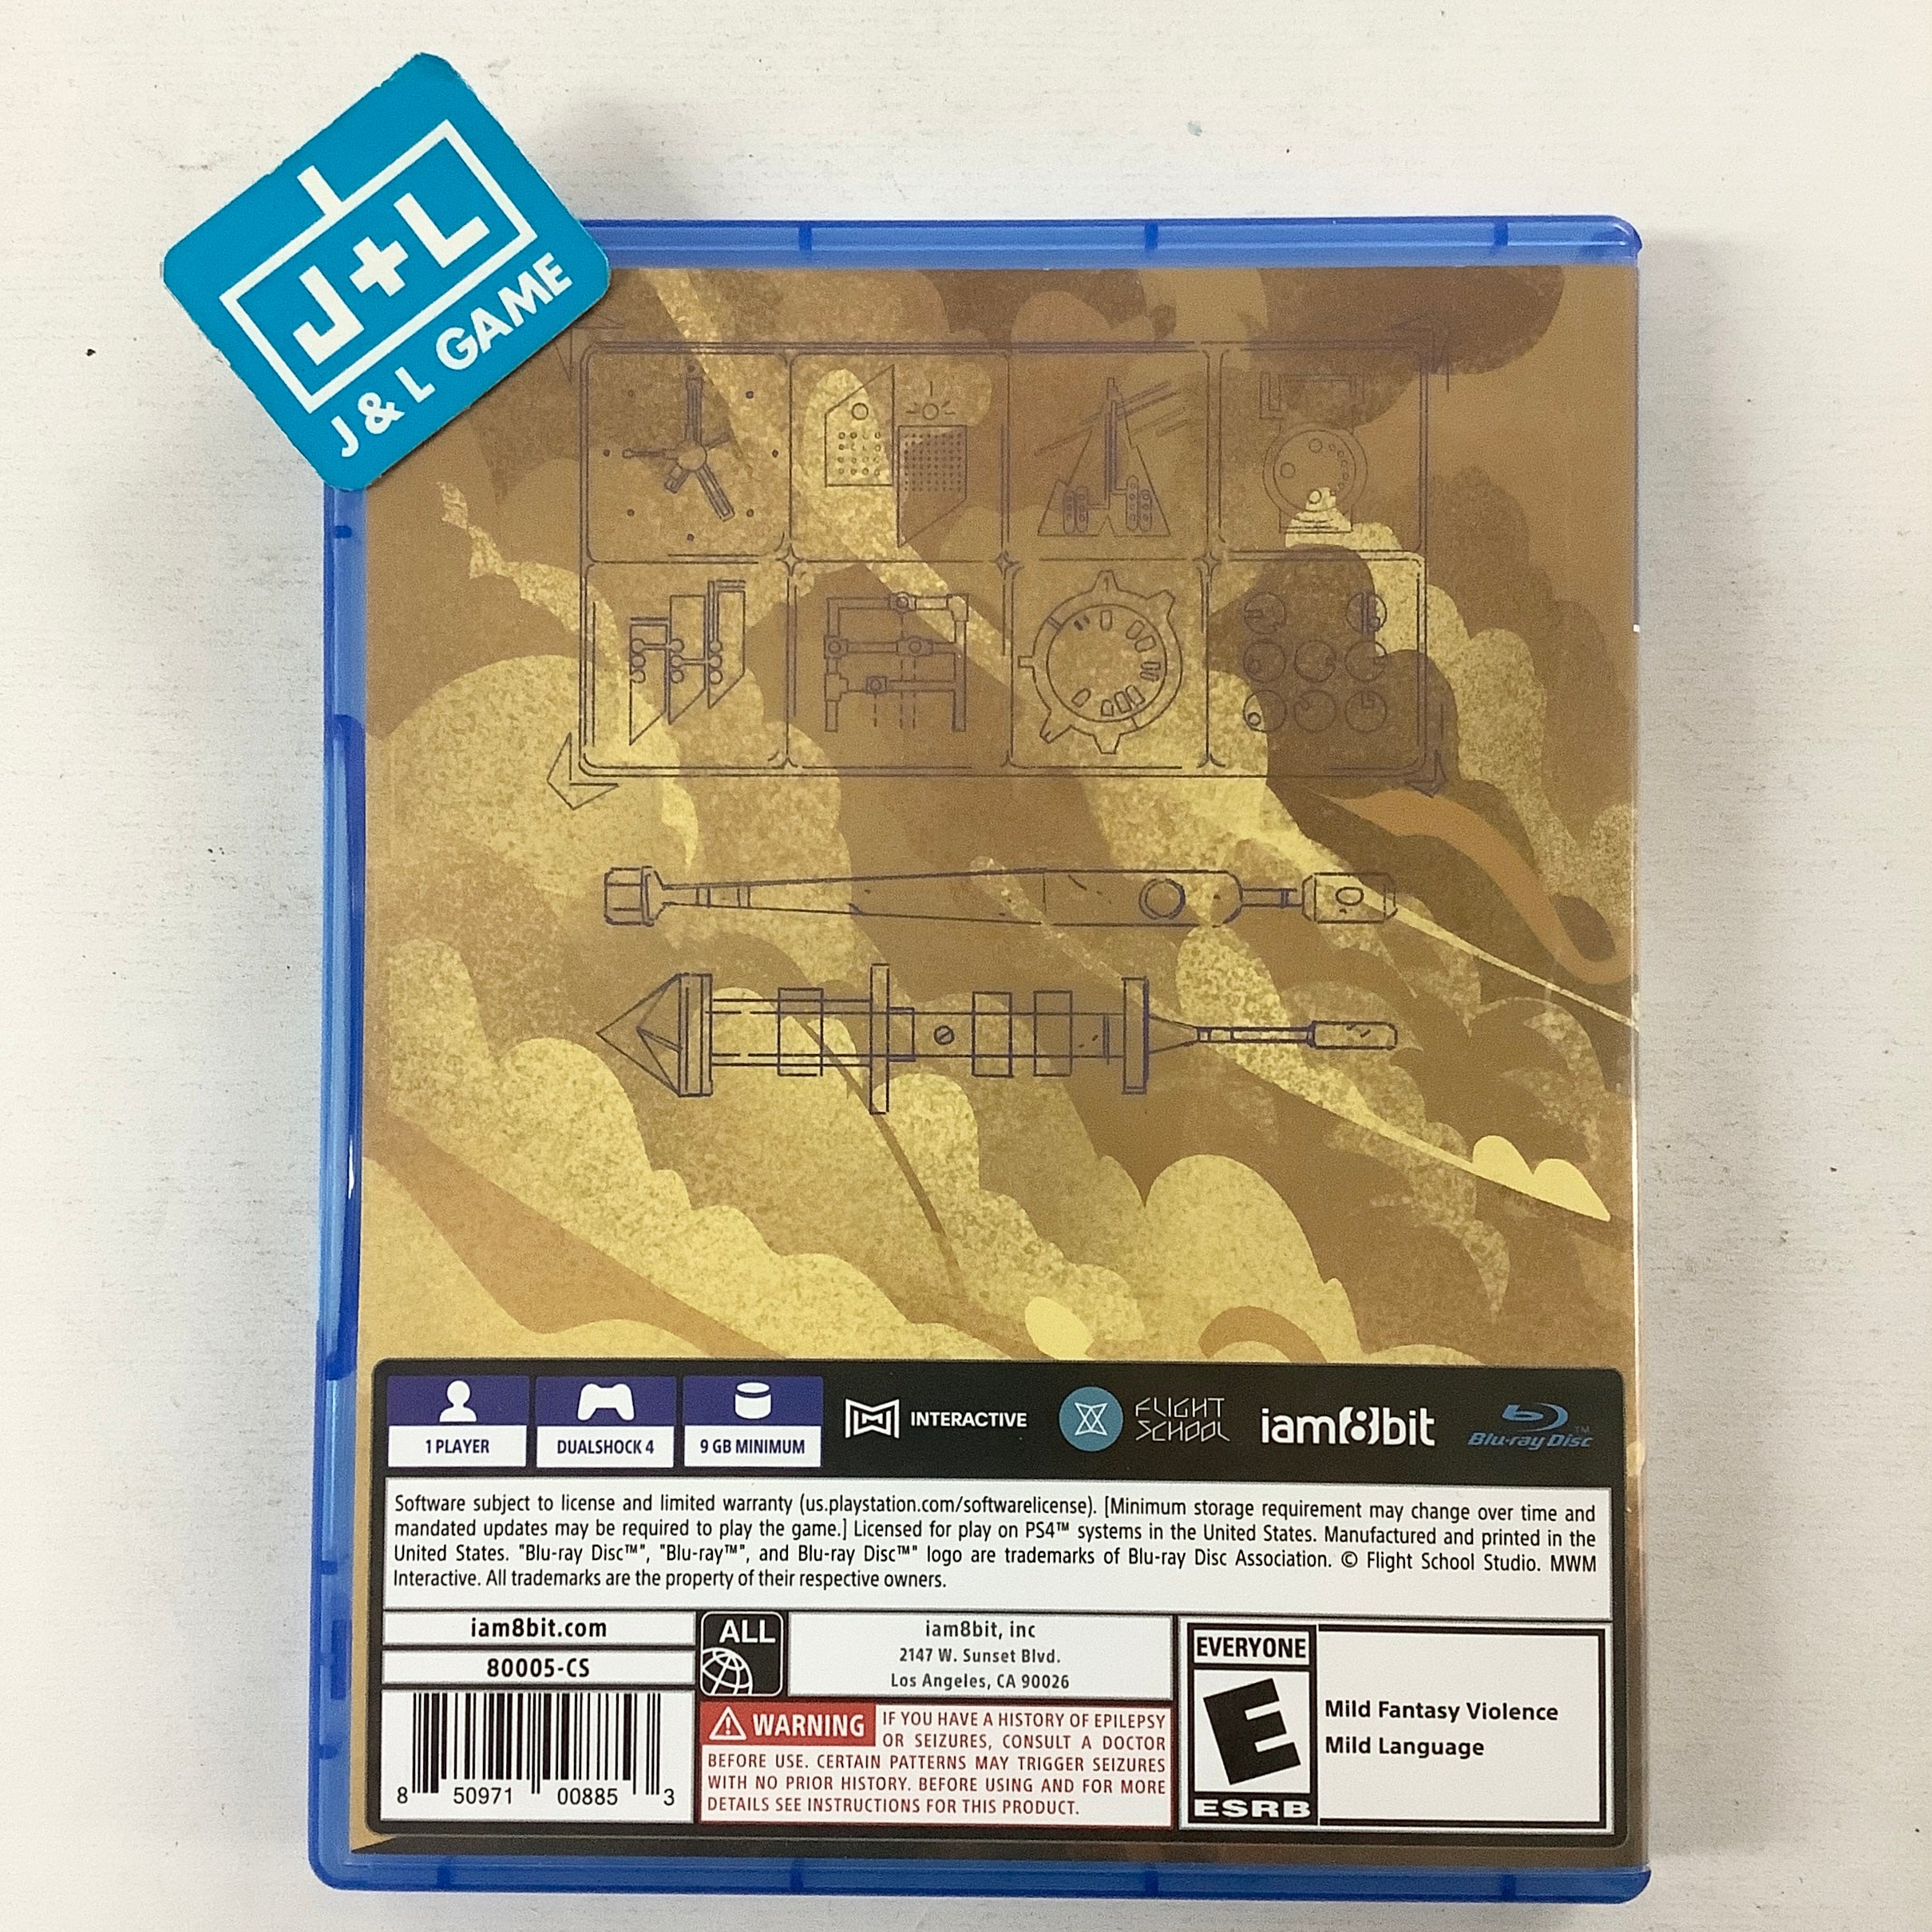 J+L
J & L GAME
1 PLAYER
DUALSHOCK 4
9 GB MINIMUM
INTERACTIVE
FLIGHT
SCHOOL
iam8bit
Blu-ray Disc™
Software subject to license and limited warranty (us.playstation.com/softwarelicense). [Minimum storage requirement may change over time and
mandated updates may be required to play the game.] Licensed for play on PS4™ systems in the United States. Manufactured and printed in the
United States. "Blu-ray Disc™", "Blu-ray™", and Blu-ray Disc™" logo are trademarks of Blu-ray Disc Association. © Flight School Studio. MWM
Interactive. All trademarks are the property of their respective owners.
iam8bit.com
80005-CS
8 50971 00885 3
ALL
iam8bit, inc
2147 W. Sunset Blvd.
Los Angeles, CA 90026
WARNING IF YOU HAVE A HISTORY OF EPILEPSY
OR SEIZURES, CONSULT A DOCTOR
BEFORE USE. CERTAIN PATTERNS MAY TRIGGER SEIZURES
WITH NO PRIOR HISTORY. BEFORE USING AND FOR MORE
DETAILS SEE INSTRUCTIONS FOR THIS PRODUCT.
EVERYONE
E
ESRB
Mild Fantasy Violence
Mild Language